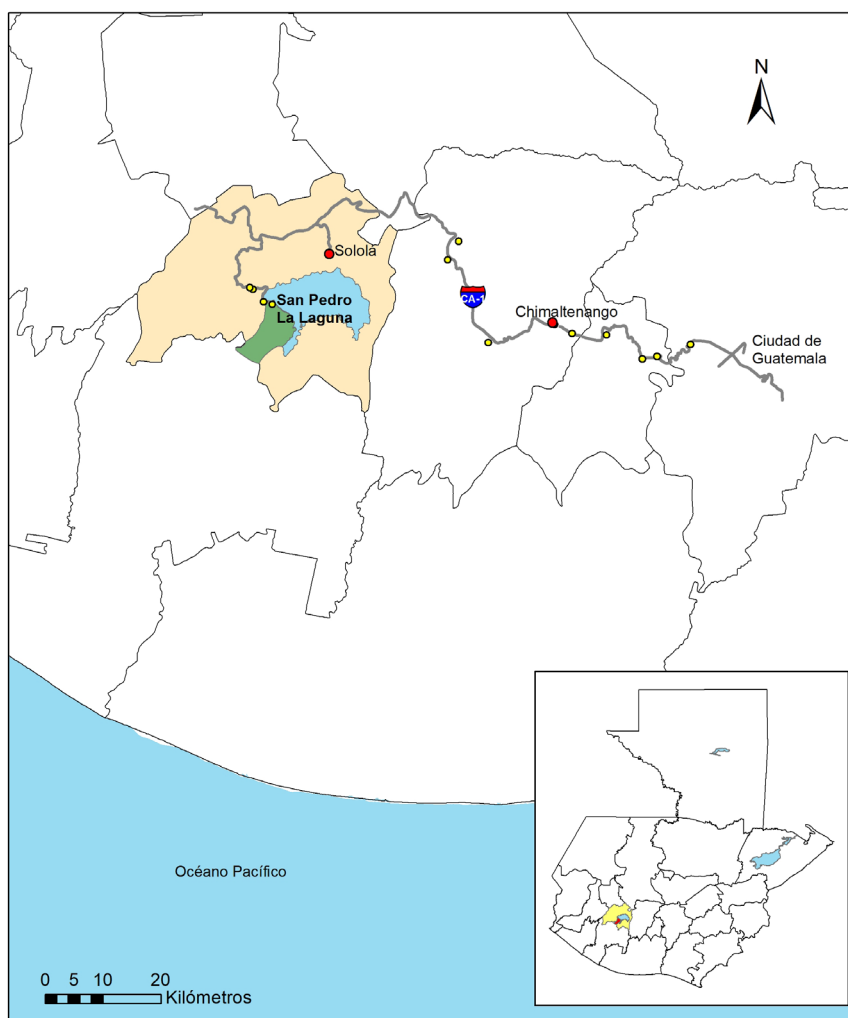 N
Sololá
San Pedro
La Laguna
CA-1
Chimaltenango
Ciudad de
Guatemala
Océano Pacífico
0 5 10 20
Kilómetros